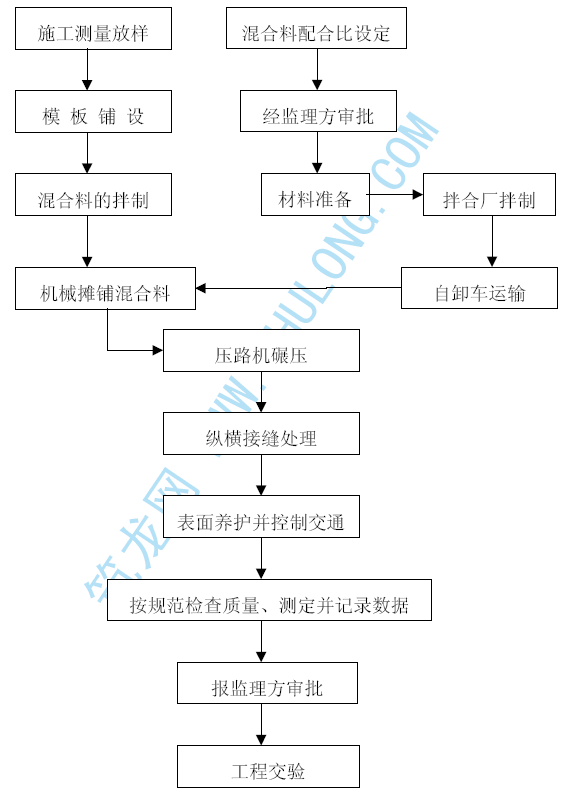 施工测量放样
混合料配合比设定
模 板 铺 设
经监理方审批
混合料的拌制
材料准备
拌合厂拌制
机械摊铺混合料
自卸车运输
压路机碾压
纵横接缝处理
表面养护并控制交通
按规范检查质量、测定并记录数据
报监理方审批
工程交验
筑龙网 WWW.ZHULONG.COM